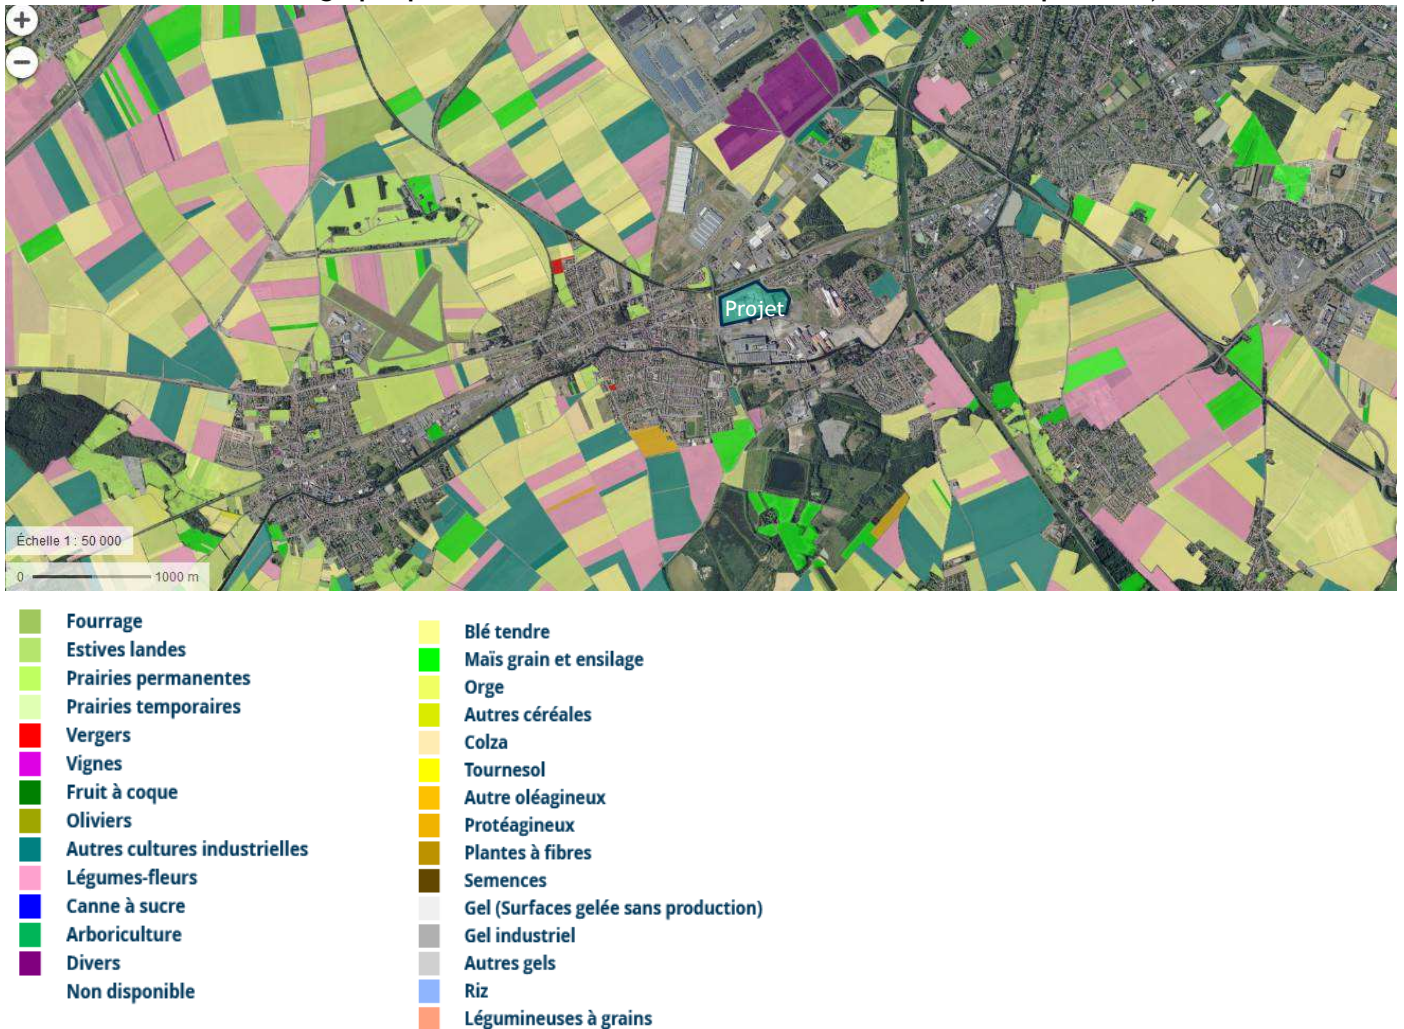 +
−
Projet
Échelle 1 : 50 000
0 1000 m
Fourrage
Estives landes
Prairies permanentes
Prairies temporaires
Vergers
Vignes
Fruit à coque
Oliviers
Autres cultures industrielles
Légumes-fleurs
Canne à sucre
Arboriculture
Divers
Non disponible
Blé tendre
Maïs grain et ensilage
Orge
Autres céréales
Colza
Tournesol
Autre oléagineux
Protéagineux
Plantes à fibres
Semences
Gel (Surfaces gelée sans production)
Gel industriel
Autres gels
Riz
Légumineuses à grains